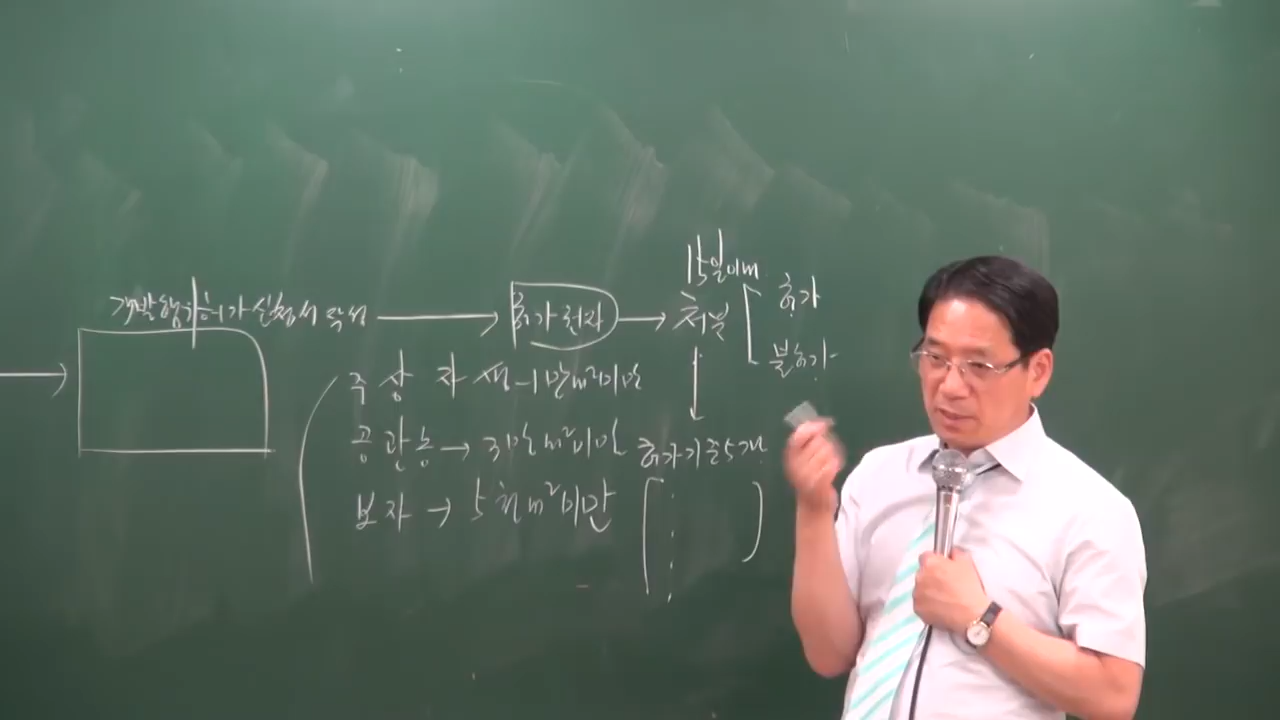 15일이내
개발행위허가신청서 작성 → 허가권자 → 처분 허가
불허가
주 상 자 생 - 1만m²미만
공 관 농 → 3만m²미만
허가기준 5가지
보 자 → 5천m²미만